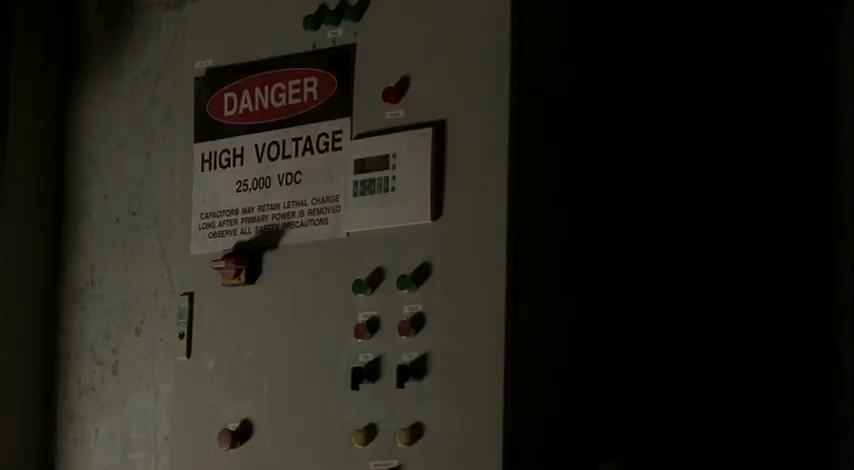 DANGER
HIGH VOLTAGE
25,000 VDC
CAPACITORS MAY RETAIN LETHAL CHARGE
LONG AFTER PRIMARY POWER IS REMOVED
OBSERVE ALL SAFETY PRECAUTIONS